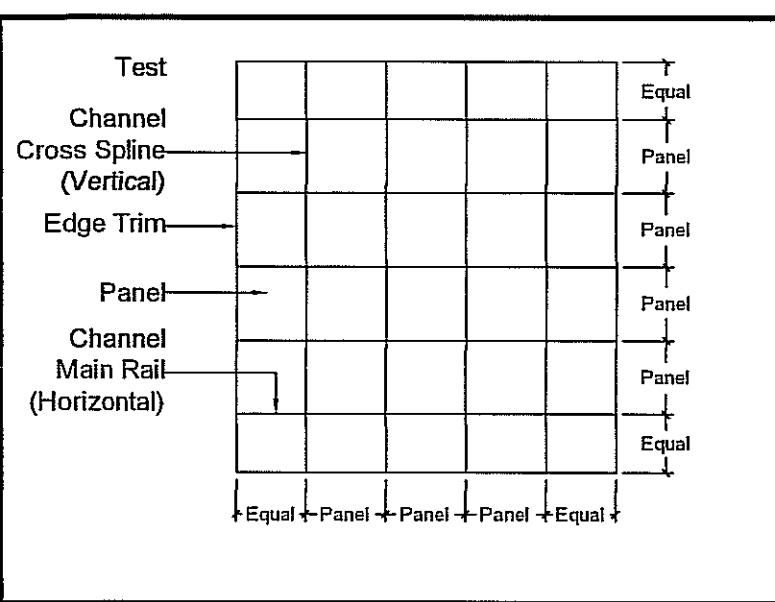 Test
Equal
Channel
Cross Spline
(Vertical)
Panel
Edge Trim
Panel
Panel
Panel
Channel
Main Rail
(Horizontal)
Panel
Equal
Equal Panel Panel Panel Equal